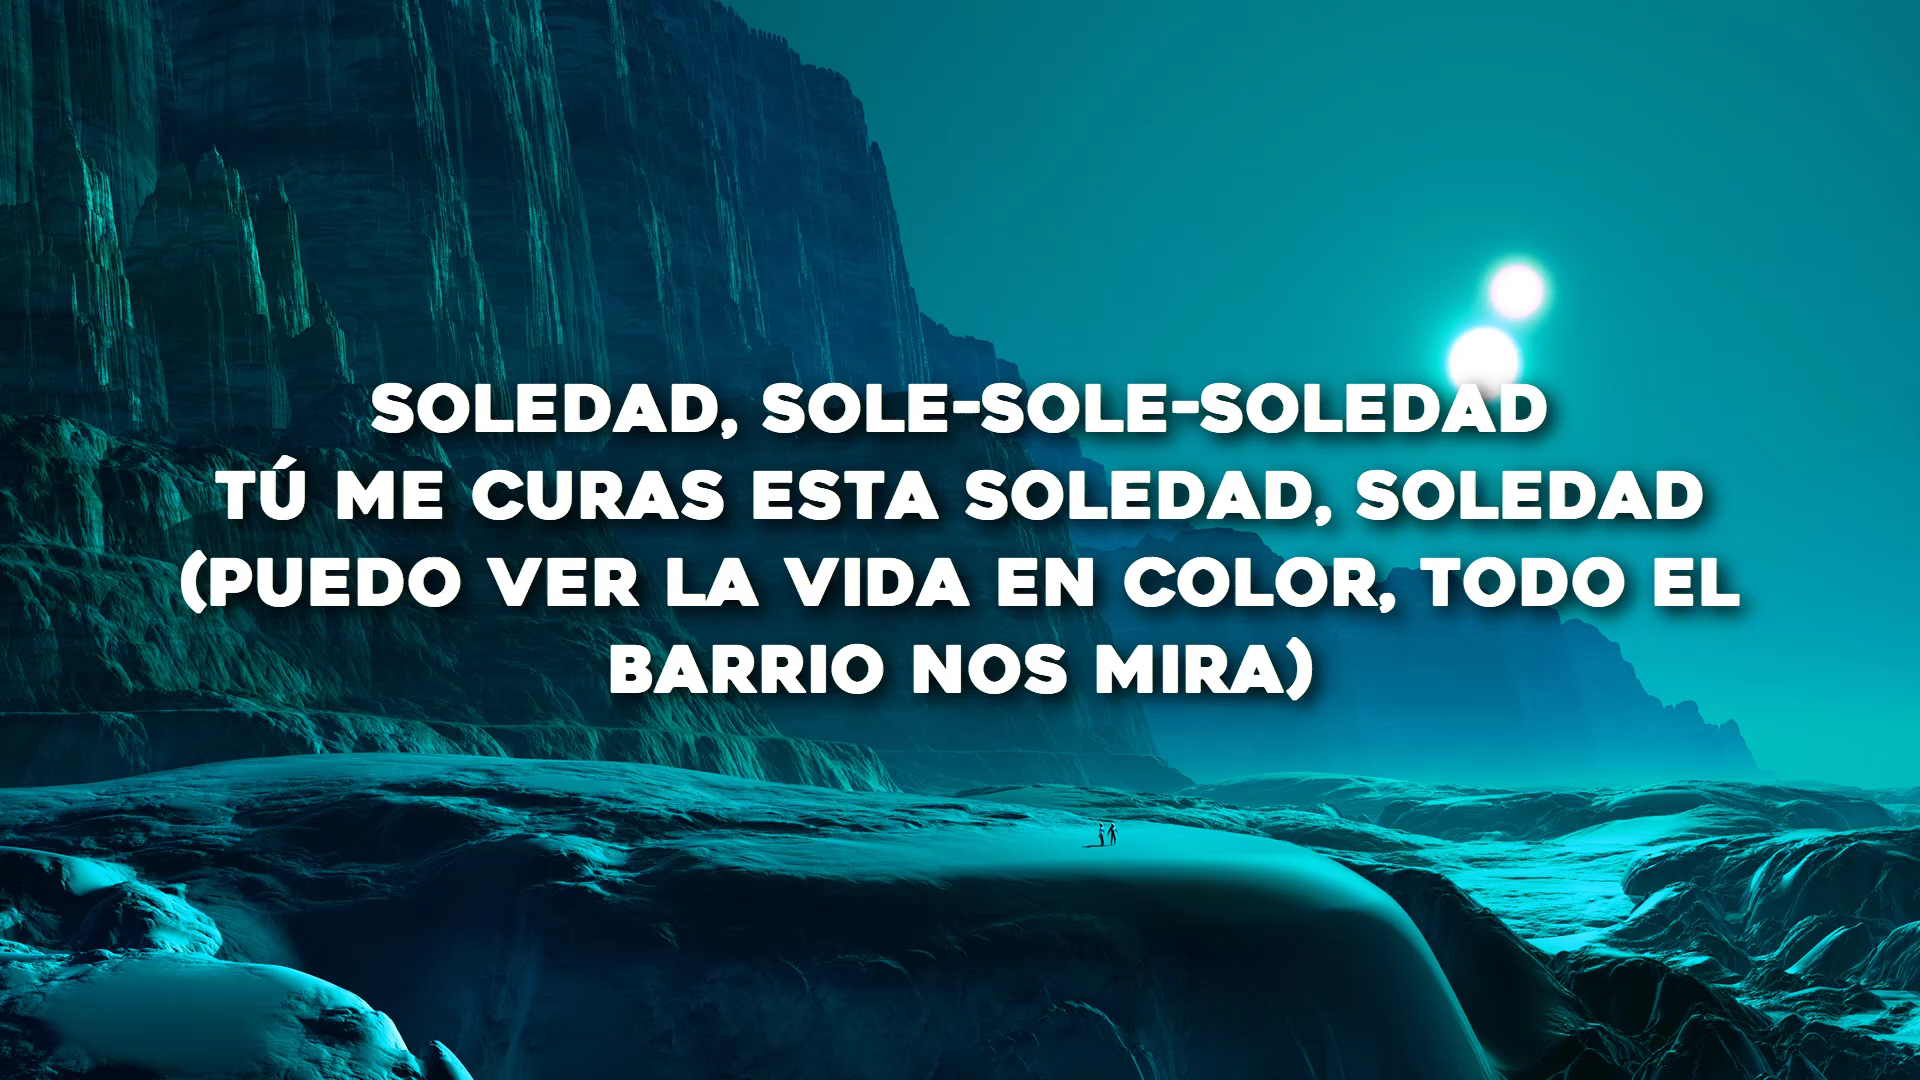 SOLEDAD, SOLE-SOLE-SOLEDAD
TÚ ME CURAS ESTA SOLEDAD, SOLEDAD
(PUEDO VER LA VIDA EN COLOR, TODO EL
BARRIO NOS MIRA)